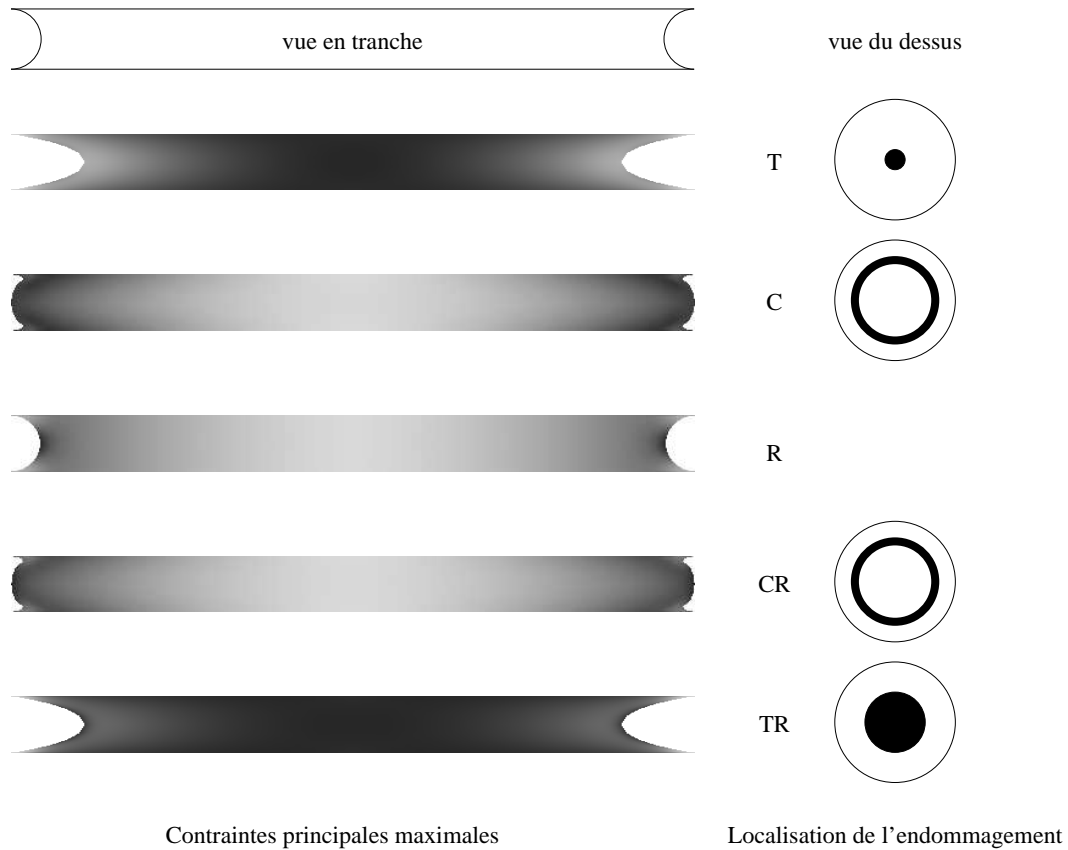 vue en tranche
vue du dessus
T
C
R
CR
TR
Contraintes principales maximales
Localisation de l'endommagement